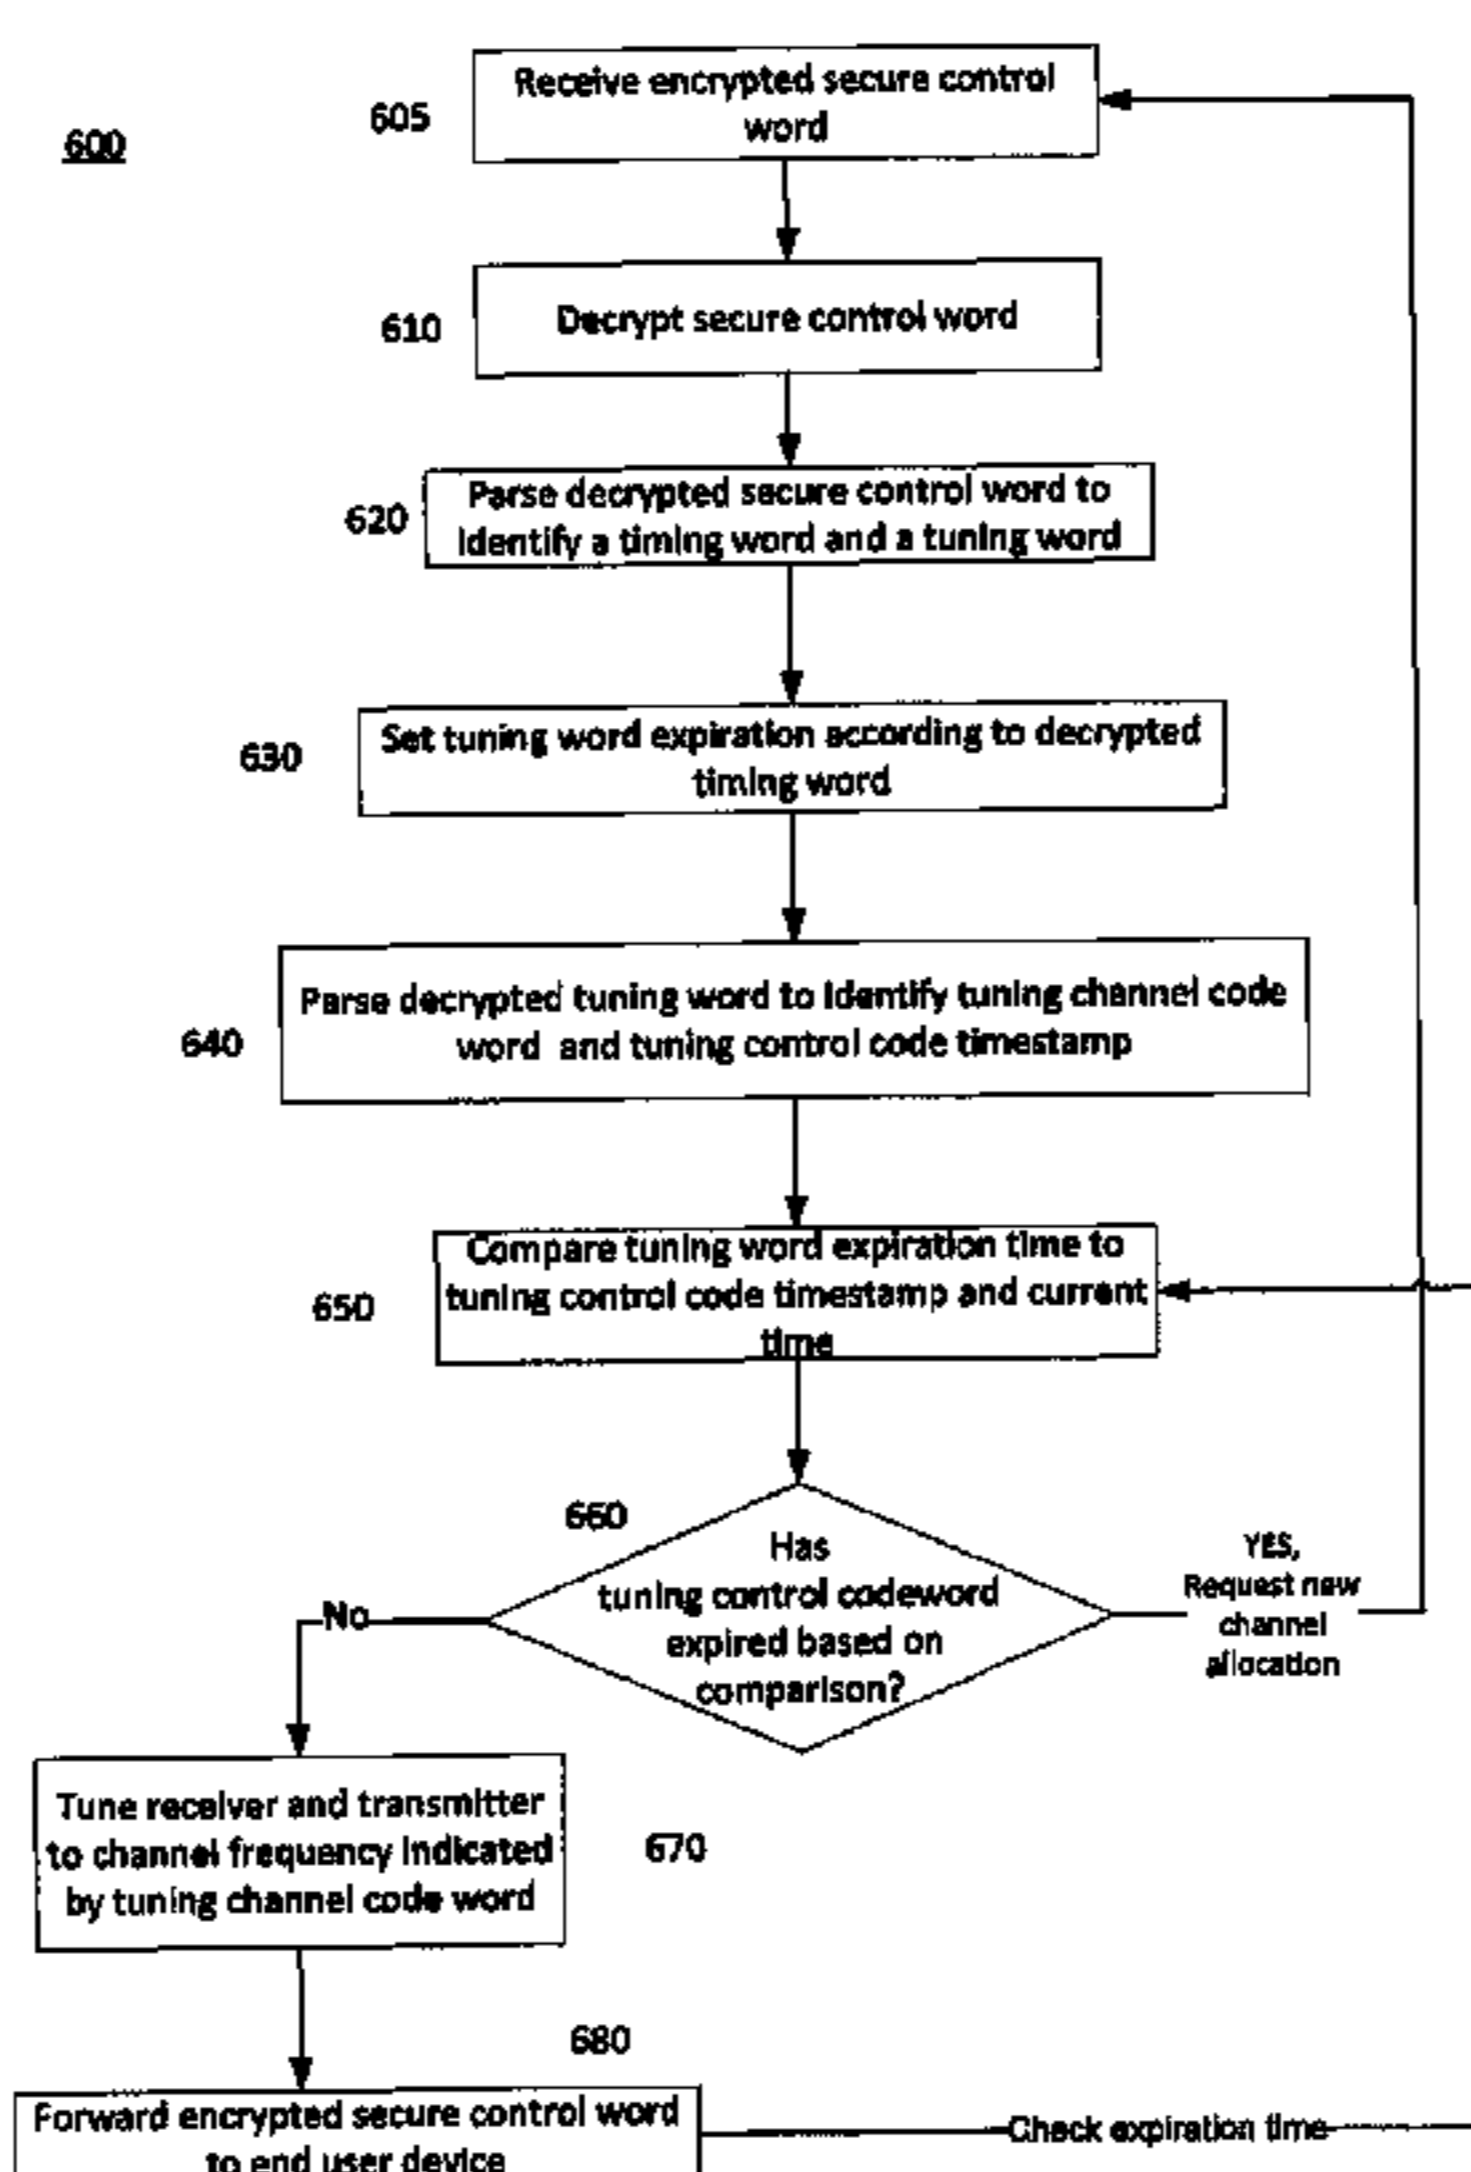 600
605
Receive encrypted secure control
word
610
Decrypt secure control word
620
Parse decrypted secure control word to
identify a timing word and a tuning word
630
Set tuning word expiration according to decrypted
timing word
640
Parse decrypted tuning word to identify tuning channel code
word and tuning control code timestamp
650
Compare tuning word expiration time to
tuning control code timestamp and current
time
660
Has
tuning control codeword
expired based on
comparison?
No
YES,
Request new
channel
allocation
Tune receiver and transmitter
to channel frequency indicated
by tuning channel code word
670
680
Forward encrypted secure control word
to end user device
Check expiration time